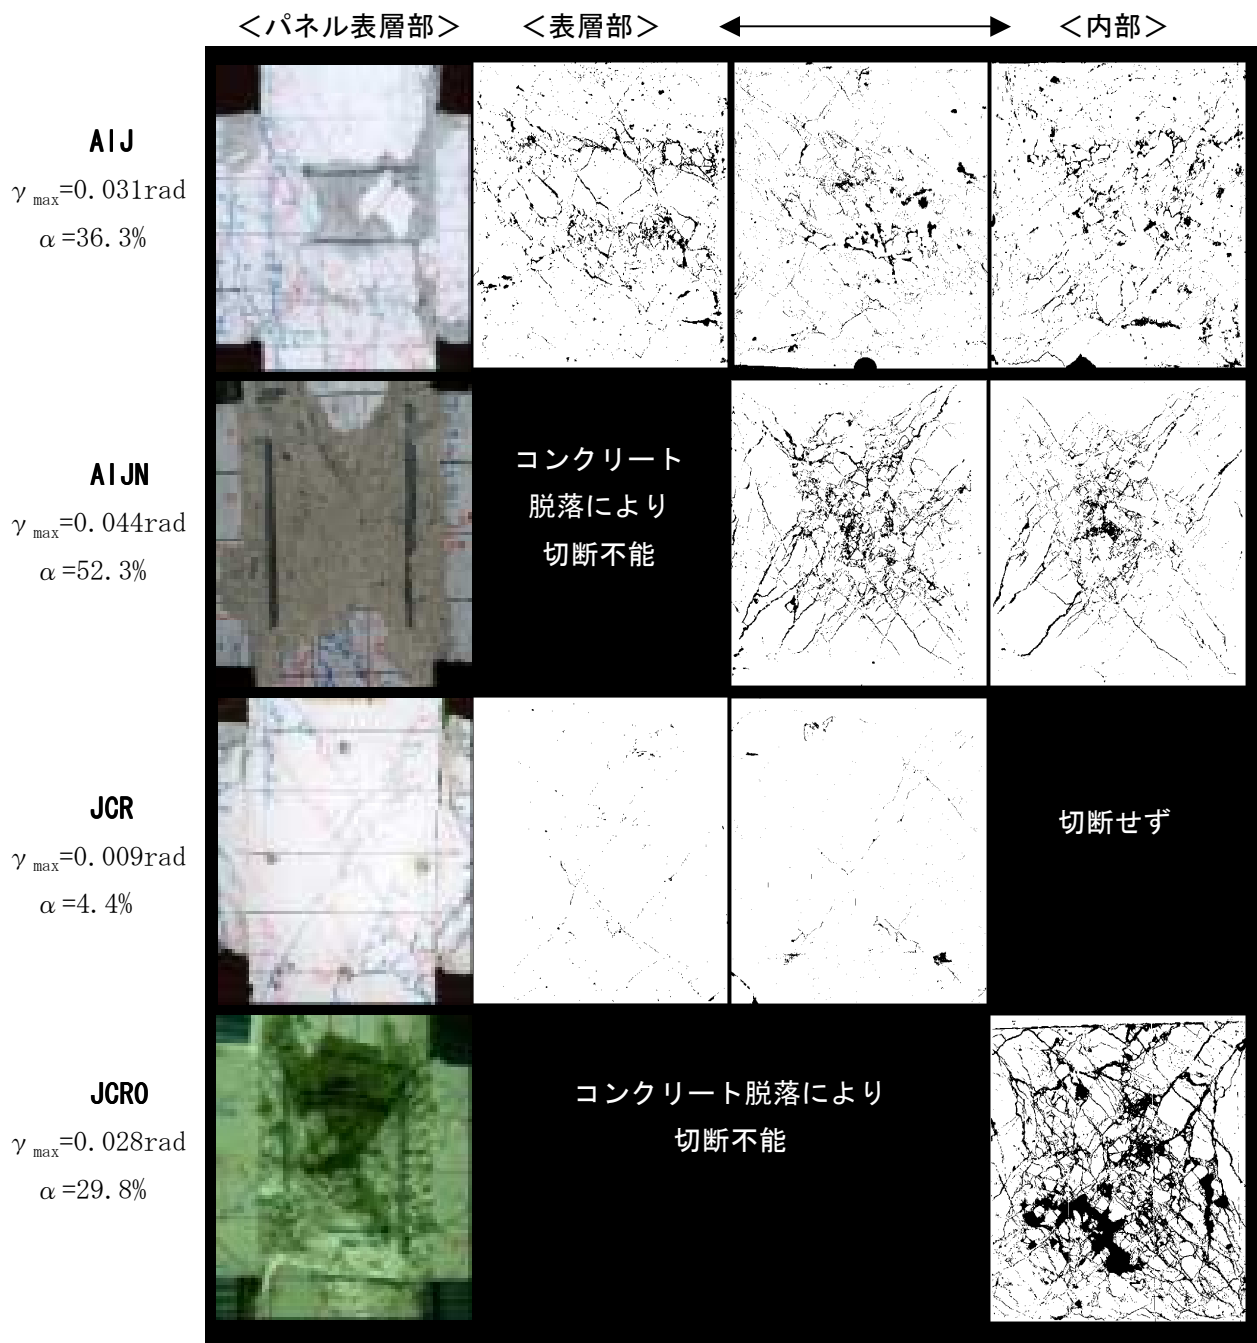 ＜パネル表層部＞ ＜表層部＞ ＜内部＞
AIJ
γmax=0.031rad
α=36.3%
AIJN
γmax=0.044rad
α=52.3%
コンクリート
脱落により
切断不能
JCR
γmax=0.009rad
α=4.4%
切断せず
JCRO
γmax=0.028rad
α=29.8%
コンクリート脱落により
切断不能